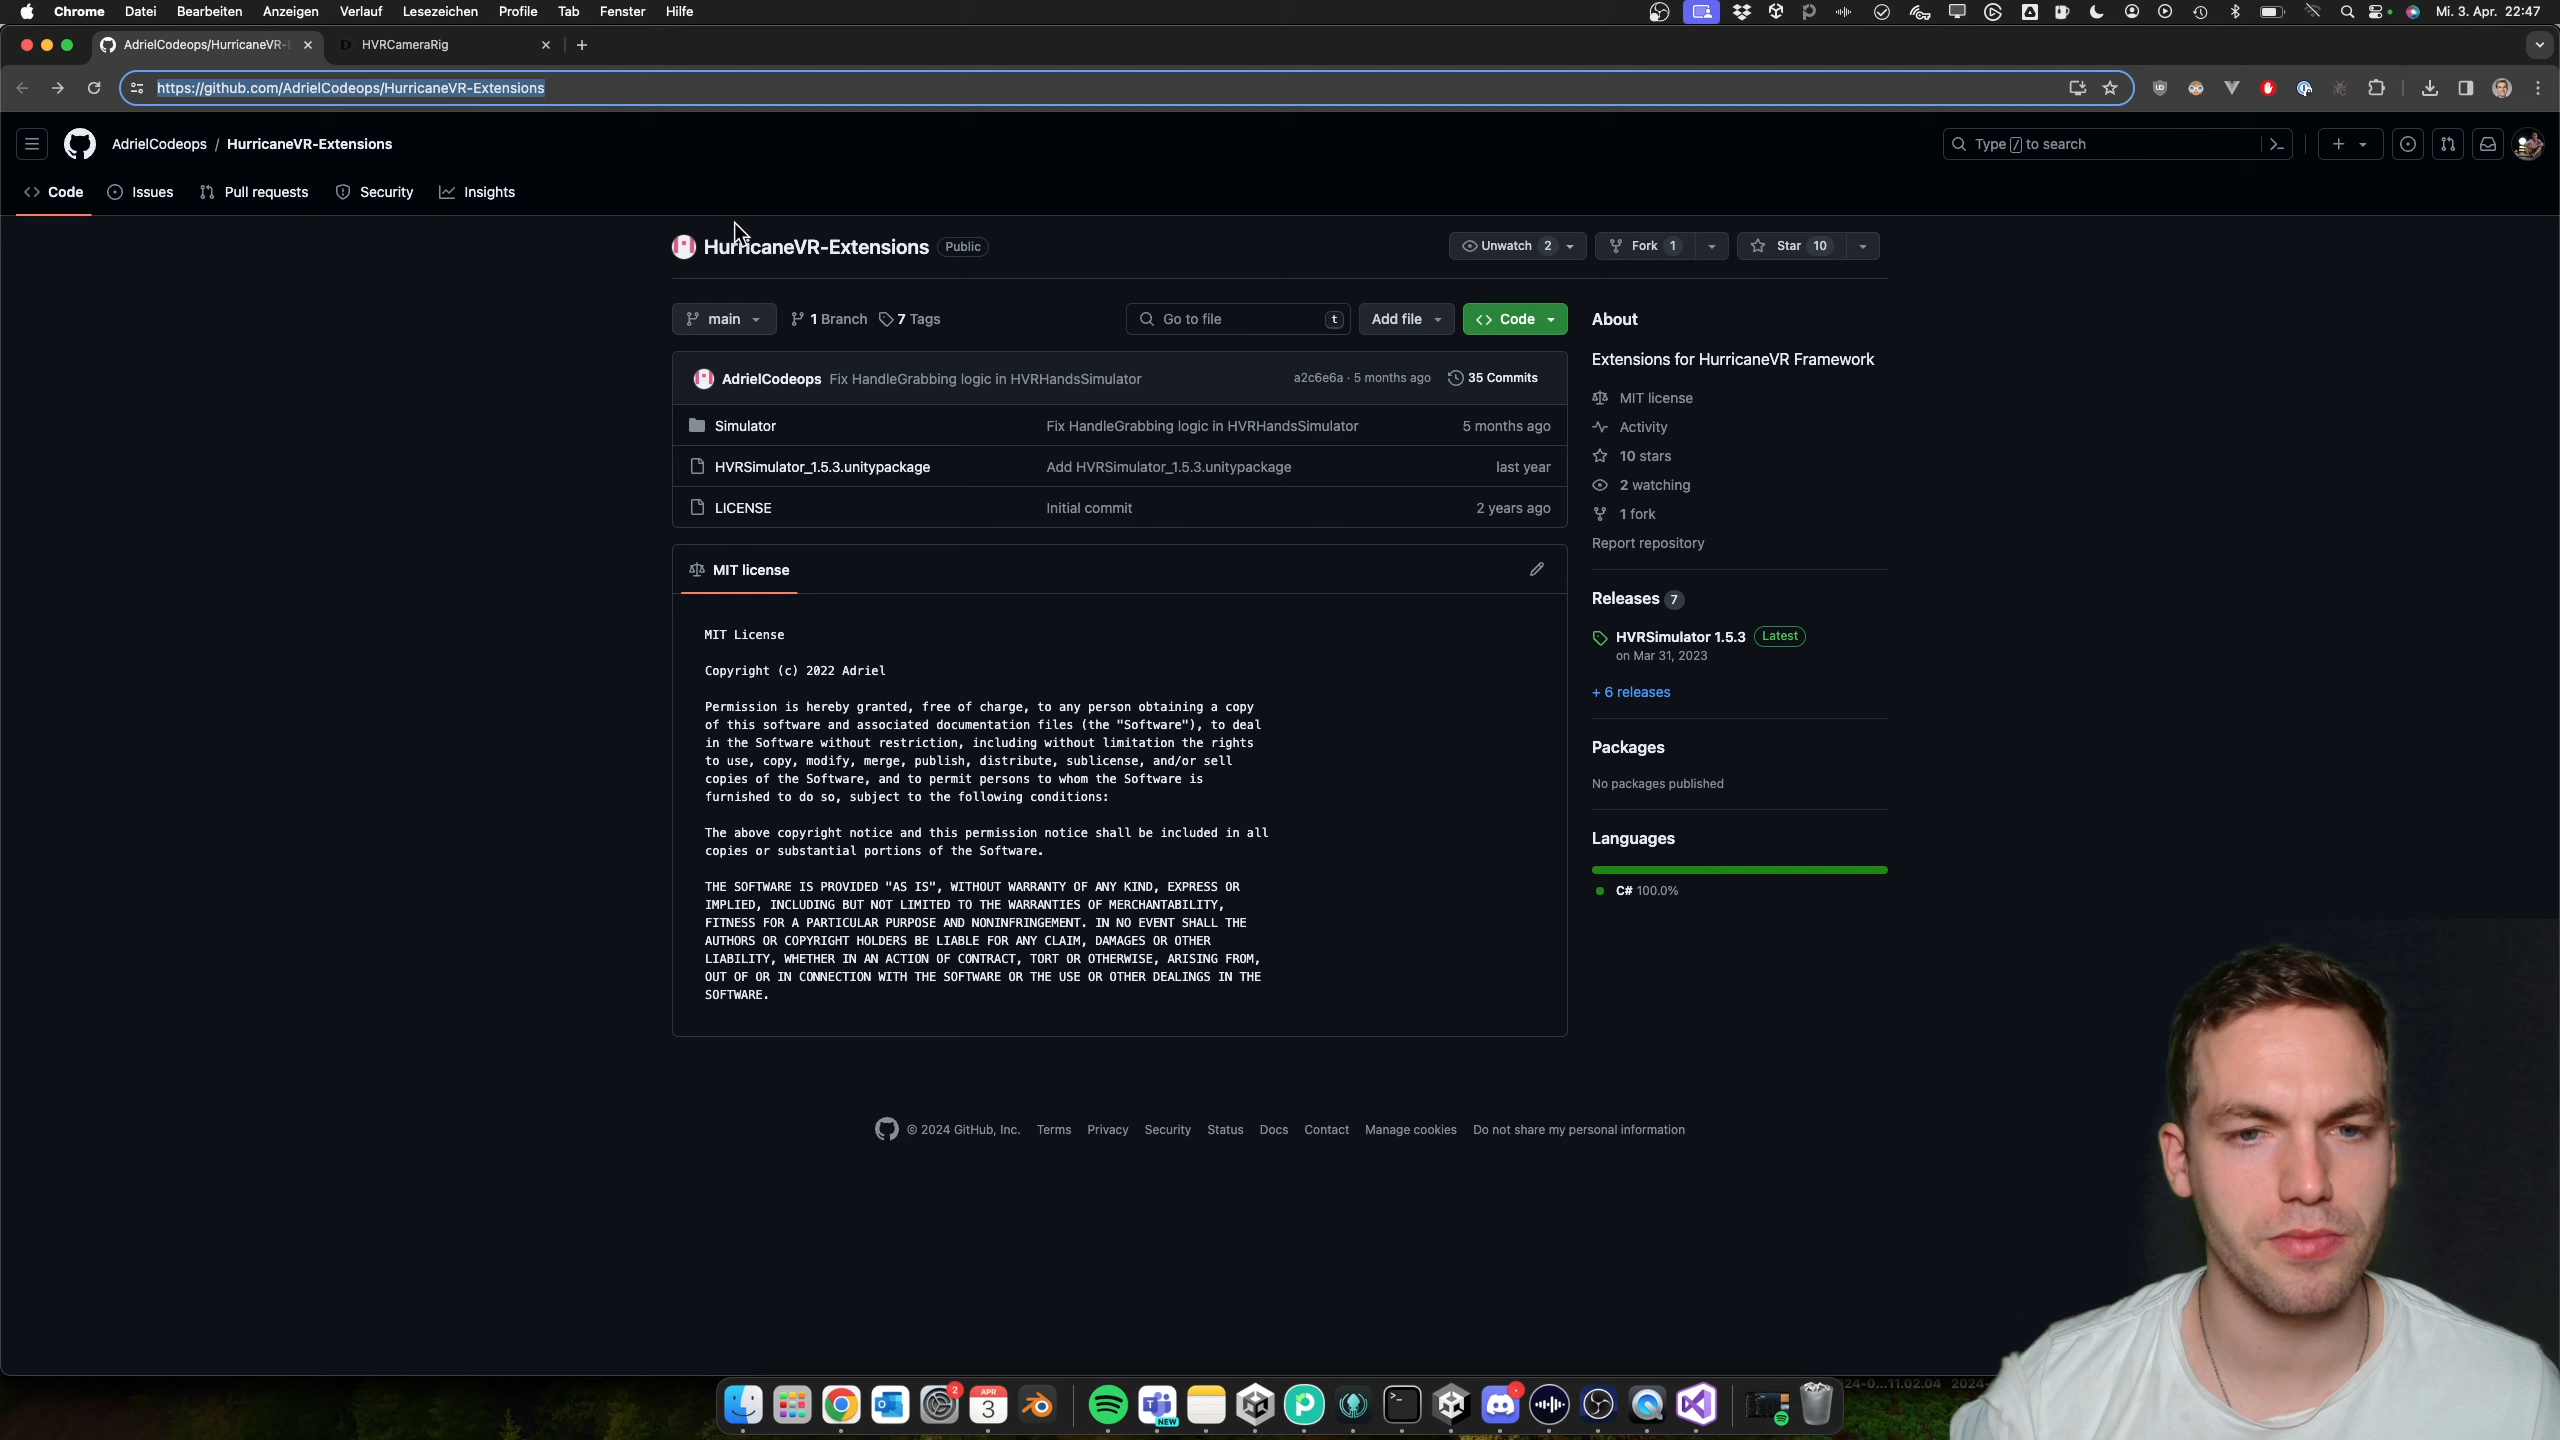 Chrome Datei Bearbeiten Anzeigen Verlauf Lesezeichen Profile Tab Fenster Hilfe Mi. 3. Apr. 22:47
AdrielCodeops/HurricaneVR-E HVRCameraRig
https://github.com/AdrielCodeops/HurricaneVR-Extensions
AdrielCodeops / HurricaneVR-Extensions Type / to search
Code Issues Pull requests Security Insights
HurricaneVR-Extensions Public Unwatch 2 Fork 1 Star 10
main 1 Branch 7 Tags Go to file t Add file Code
AdrielCodeops Fix HandleGrabbing logic in HVRHandsSimulator a2c6e6a · 5 months ago 35 Commits
Simulator Fix HandleGrabbing logic in HVRHandsSimulator 5 months ago
HVRSimulator_1.5.3.unitypackage Add HVRSimulator_1.5.3.unitypackage last year
LICENSE Initial commit 2 years ago
MIT license
MIT License
Copyright (c) 2022 Adriel
Permission is hereby granted, free of charge, to any person obtaining a copy
of this software and associated documentation files (the "Software"), to deal
in the Software without restriction, including without limitation the rights
to use, copy, modify, merge, publish, distribute, sublicense, and/or sell
copies of the Software, and to permit persons to whom the Software is
furnished to do so, subject to the following conditions:
The above copyright notice and this permission notice shall be included in all
copies or substantial portions of the Software.
THE SOFTWARE IS PROVIDED "AS IS", WITHOUT WARRANTY OF ANY KIND, EXPRESS OR
IMPLIED, INCLUDING BUT NOT LIMITED TO THE WARRANTIES OF MERCHANTABILITY,
FITNESS FOR A PARTICULAR PURPOSE AND NONINFRINGEMENT. IN NO EVENT SHALL THE
AUTHORS OR COPYRIGHT HOLDERS BE LIABLE FOR ANY CLAIM, DAMAGES OR OTHER
LIABILITY, WHETHER IN AN ACTION OF CONTRACT, TORT OR OTHERWISE, ARISING FROM,
OUT OF OR IN CONNECTION WITH THE SOFTWARE OR THE USE OR OTHER DEALINGS IN THE
SOFTWARE.
About
Extensions for HurricaneVR Framework
MIT license
Activity
10 stars
2 watching
1 fork
Report repository
Releases 7
HVRSimulator 1.5.3 Latest
on Mar 31, 2023
+ 6 releases
Packages
No packages published
Languages
C# 100.0%
© 2024 GitHub, Inc. Terms Privacy Security Status Docs Contact Manage cookies Do not share my personal information
24-0...11.02.04 2024-
2
APR
3
NEW